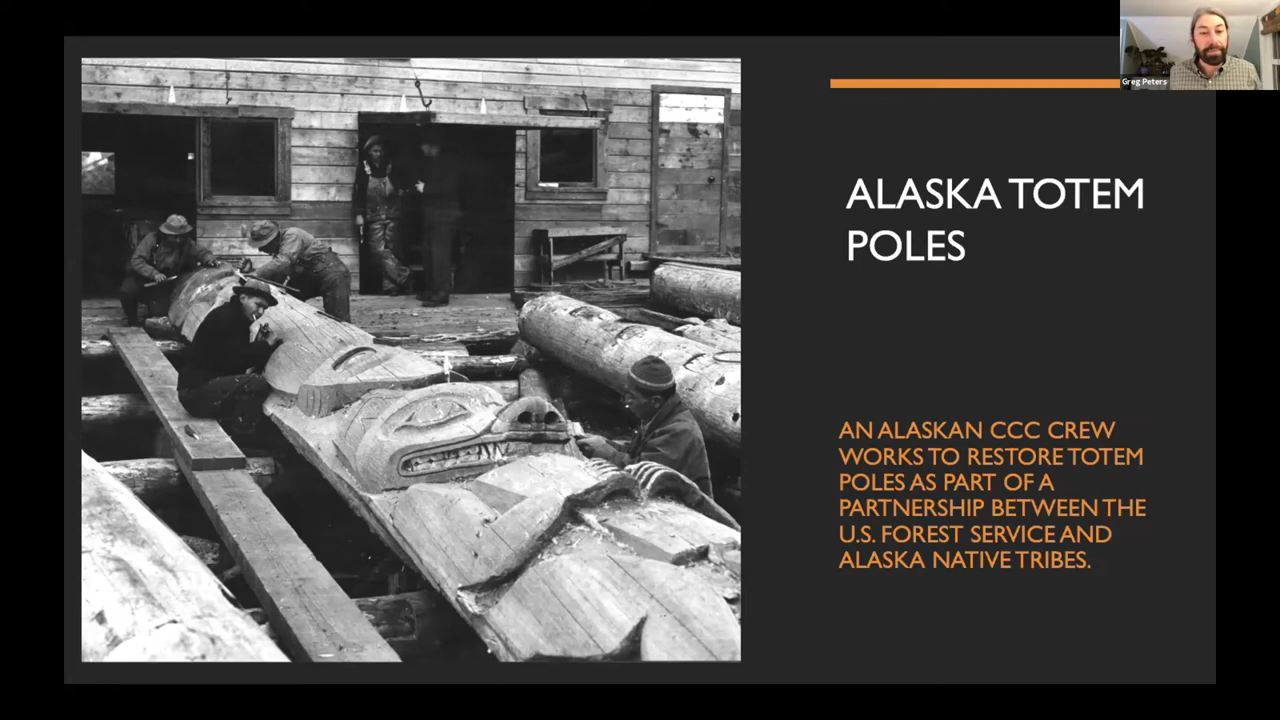 Greg Peters
ALASKA TOTEM
POLES
AN ALASKAN CCC CREW
WORKS TO RESTORE TOTEM
POLES AS PART OF A
PARTNERSHIP BETWEEN THE
U.S. FOREST SERVICE AND
ALASKA NATIVE TRIBES.